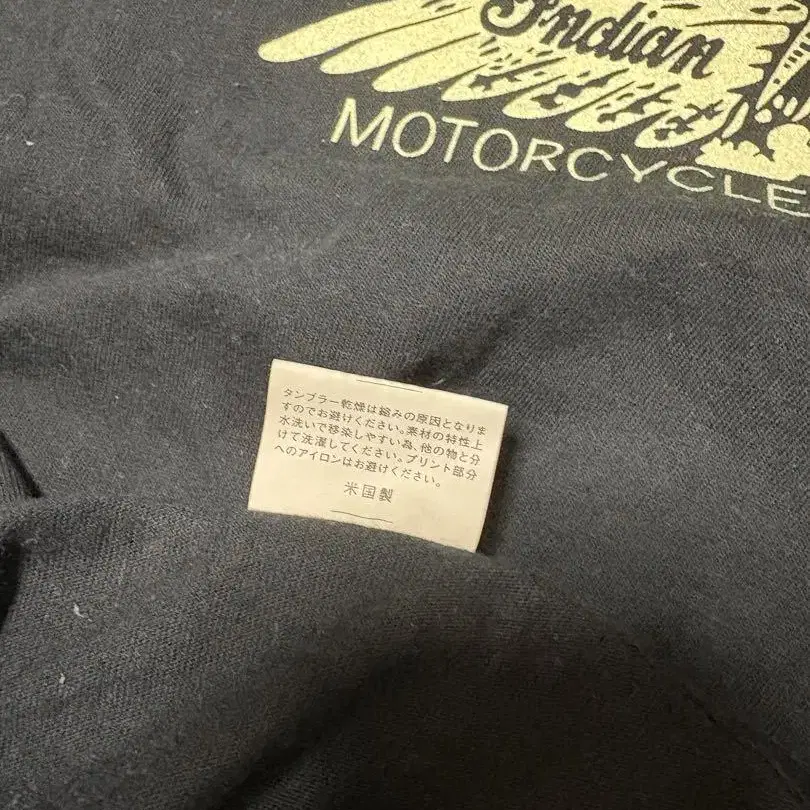 Indian
MOTORCYCLE
タンブラー乾燥は縮みの原因となりま
すのでお避けください。素材の特性上
水洗いで移染しやすい為、他の物と分
けて洗濯してください。プリント部分
へのアイロンはお避けください。
米国製